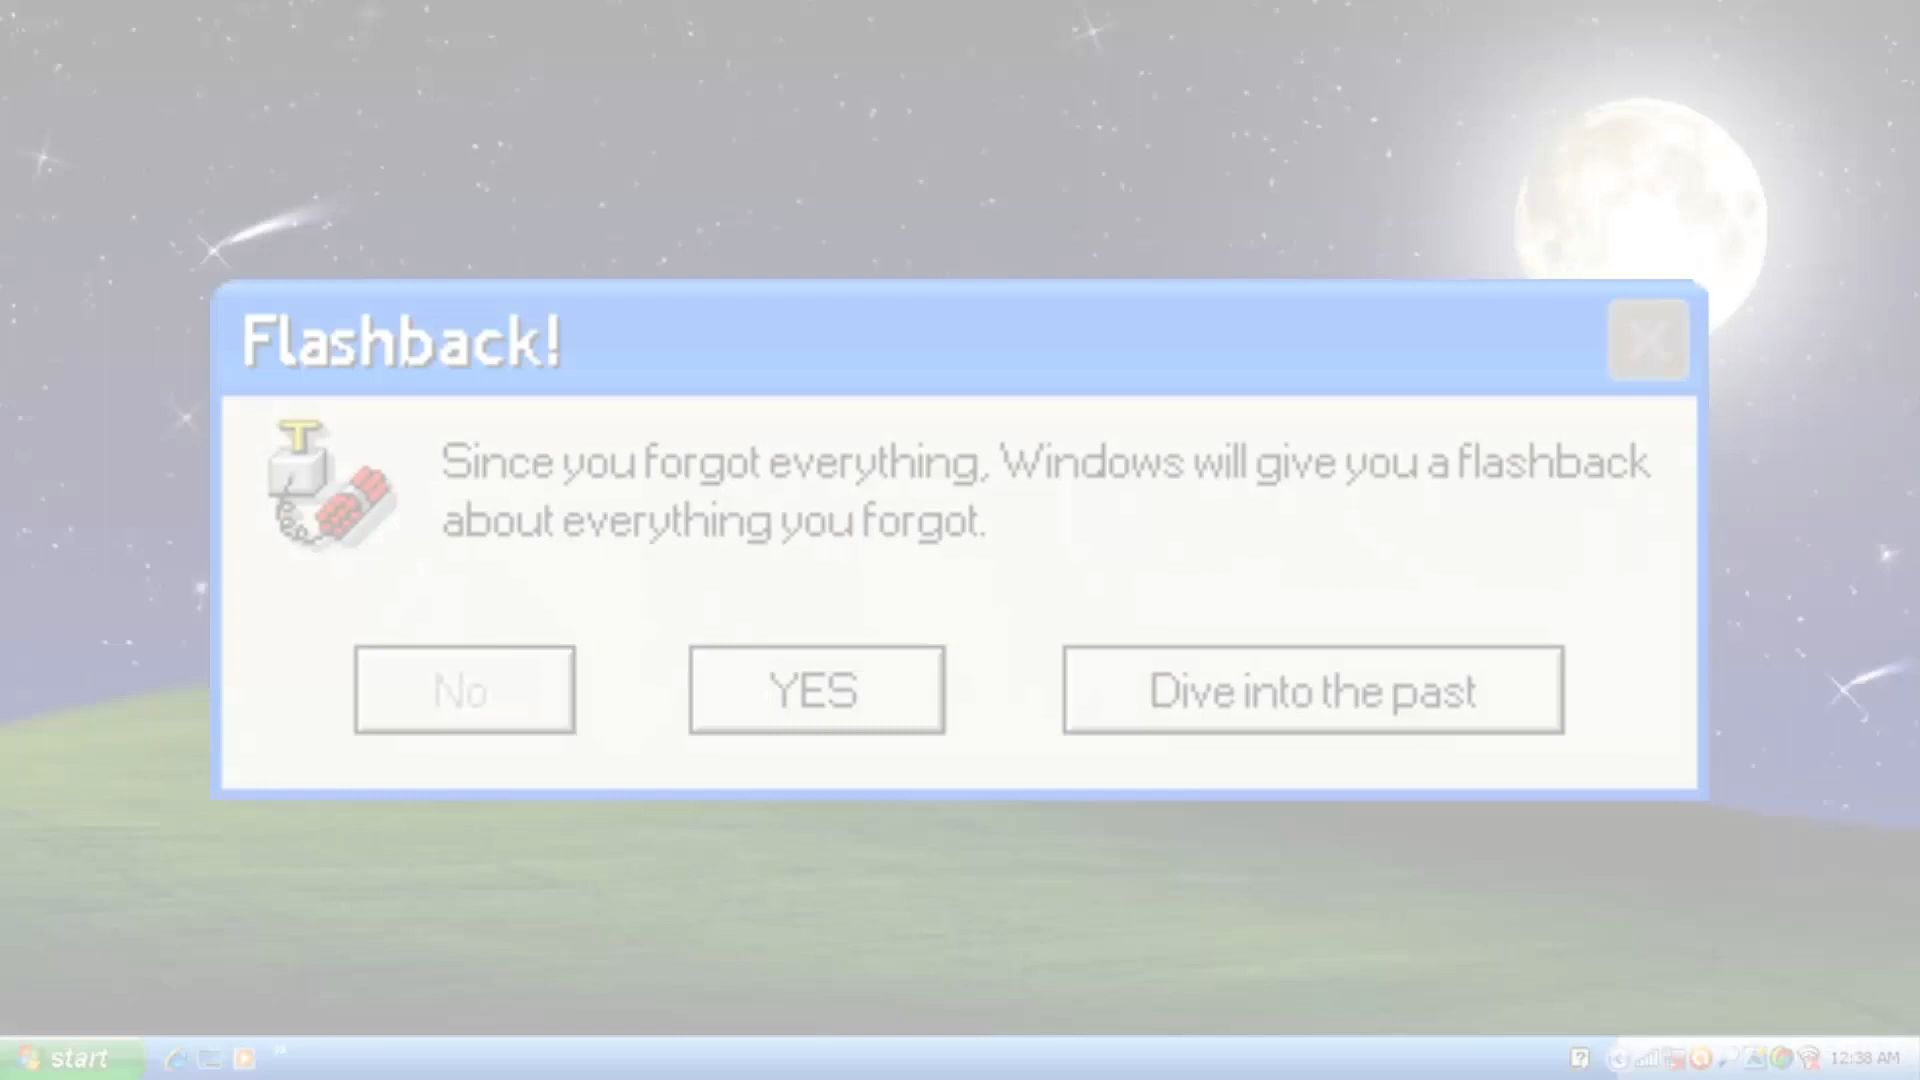 Flashback!
Since you forgot everything, Windows will give you a flashback
about everything you forgot.
No
YES
Dive into the past
start
12:38 AM